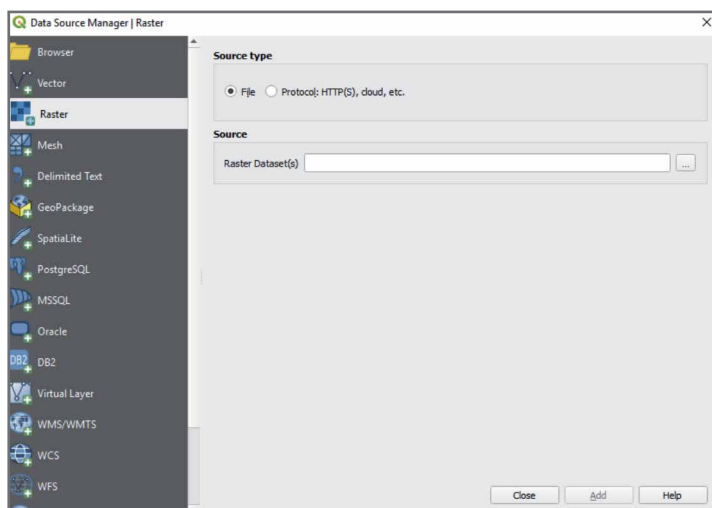 Data Source Manager | Raster
Browser
Vector
Raster
Mesh
Delimited Text
GeoPackage
SpatiaLite
PostgreSQL
MSSQL
Oracle
DB2 DB2
Virtual Layer
WMS/WMTS
WCS
WFS
Source type
File Protocol: HTTP(S), cloud, etc.
Source
Raster Dataset(s) ...
Close Add Help